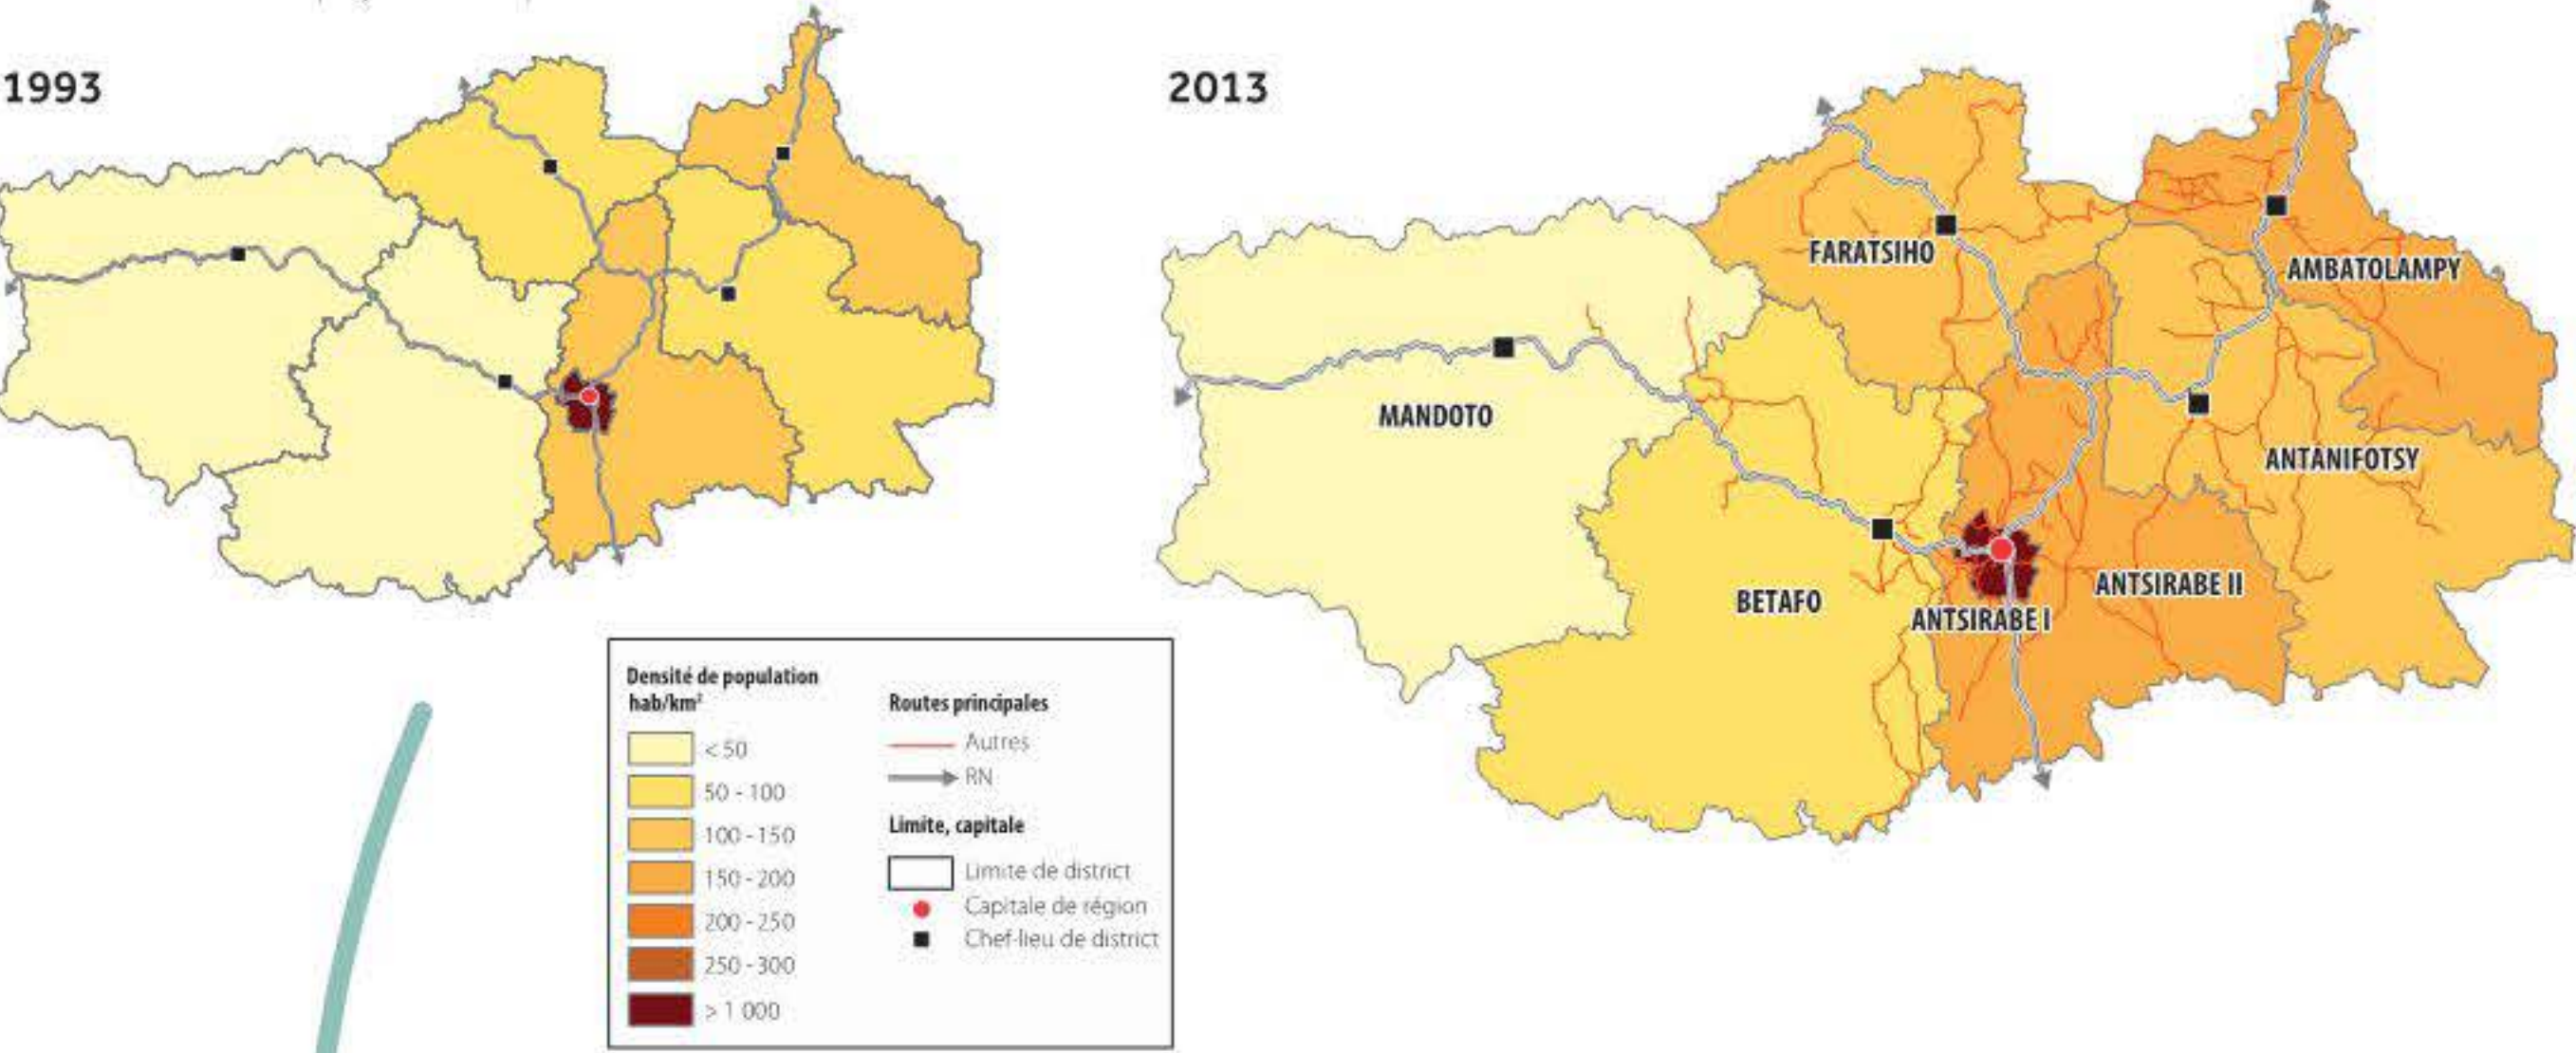 1993
2013
FARATSIHO
AMBATOLAMPY
MANDOTO
ANTANIFOTSY
BETAFO
ANTSIRABE II
ANTSIRABE I
Densité de population
hab/km²
< 50
50 - 100
100 - 150
150 - 200
200 - 250
250 - 300
> 1 000
Routes principales
Autres
RN
Limite, capitale
Limite de district
Capitale de région
Chef-lieu de district